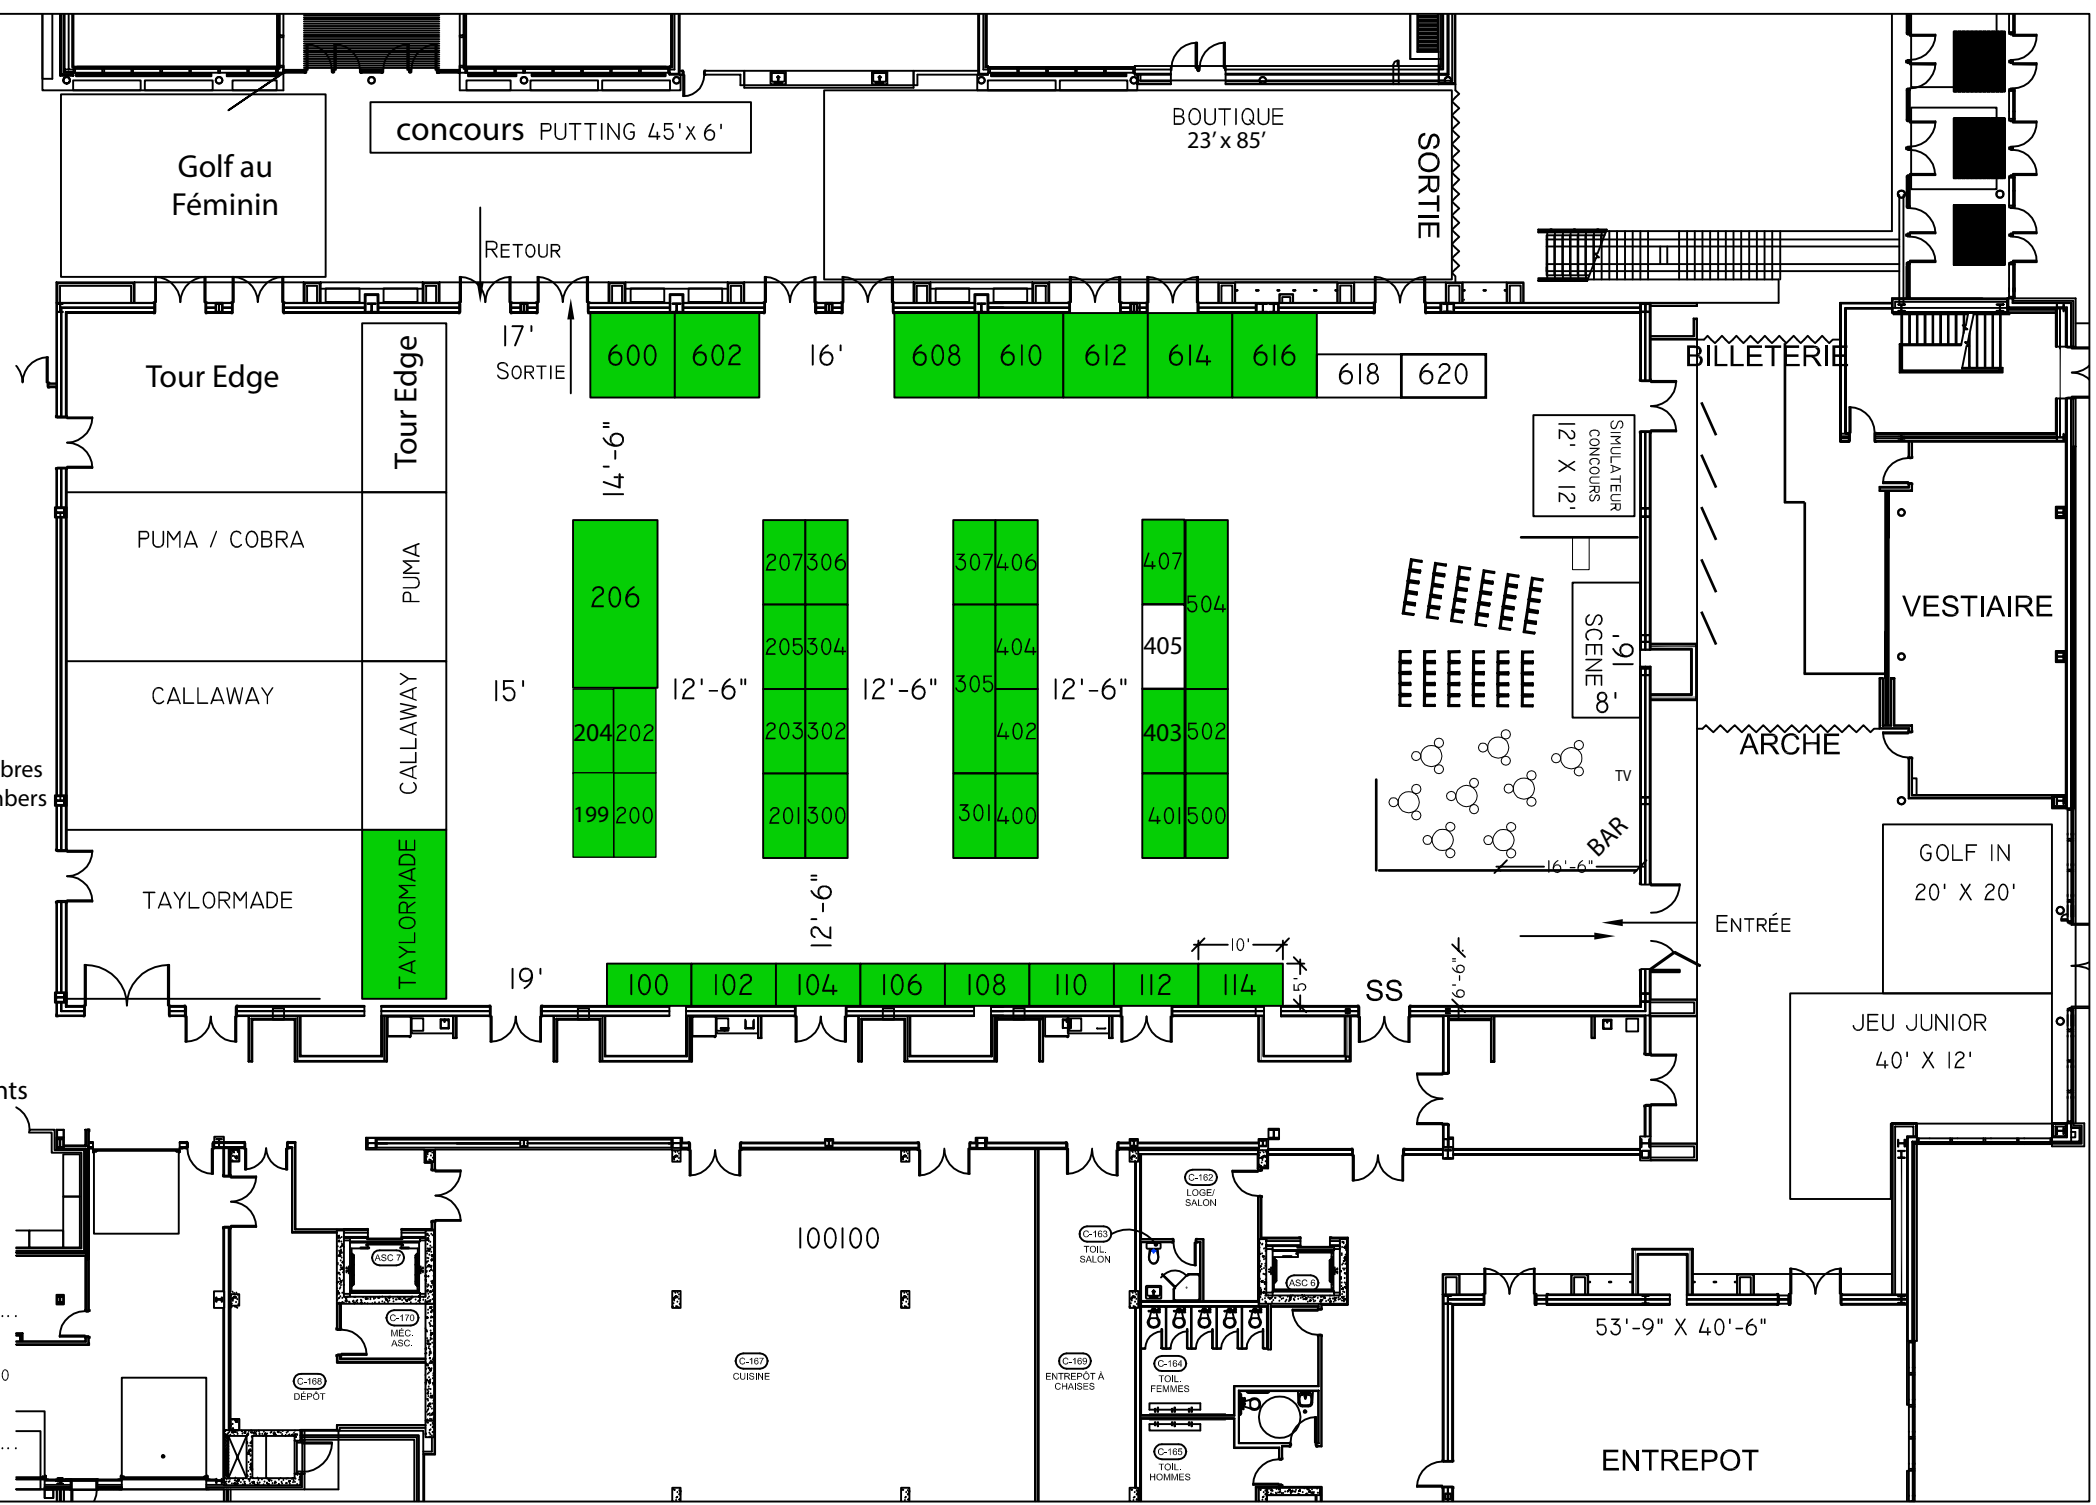 concours PUTTING 45'X 6'
BOUTIQUE
23' x 85'
SORTIE
Golf au
Féminin
RETOUR
17'
SORTIE
600 602
16'
608 610 612 614 616 618 620
BILLETERIE
Tour Edge
Tour Edge
14'-6"
SIMULATEUR
CONCOURS
12' X 12'
PUMA / COBRA
PUMA
206
207 306
307 406
407
504
205 304
404
405
305
SCENE 16'
8'
VESTIAIRE
CALLAWAY
CALLAWAY
15'
12'-6"
12'-6"
12'-6"
204 202
203 302
402
403 502
ARCHE
TV
bres
nbers
199 200
201 300
301 400
401 500
BAR
16'-6"
TAYLORMADE
TAYLORMADE
12'-6"
GOLF IN
20' X 20'
ENTRÉE
10'
19'
100 102 104 106 108 110 112 114
5'
SS
6'-6"
JEU JUNIOR
40' X 12'
nts
C-162
LOGE/
SALON
100100
C-163
TOIL.
SALON
ASC 7
ASC 6
C-170
MÉC.
ASC.
53'-9" X 40'-6"
C-168
DÉPÔT
C-167
CUISINE
C-169
ENTREPÔT À
CHAISES
C-164
TOIL.
FEMMES
C-165
TOIL.
HOMMES
ENTREPOT